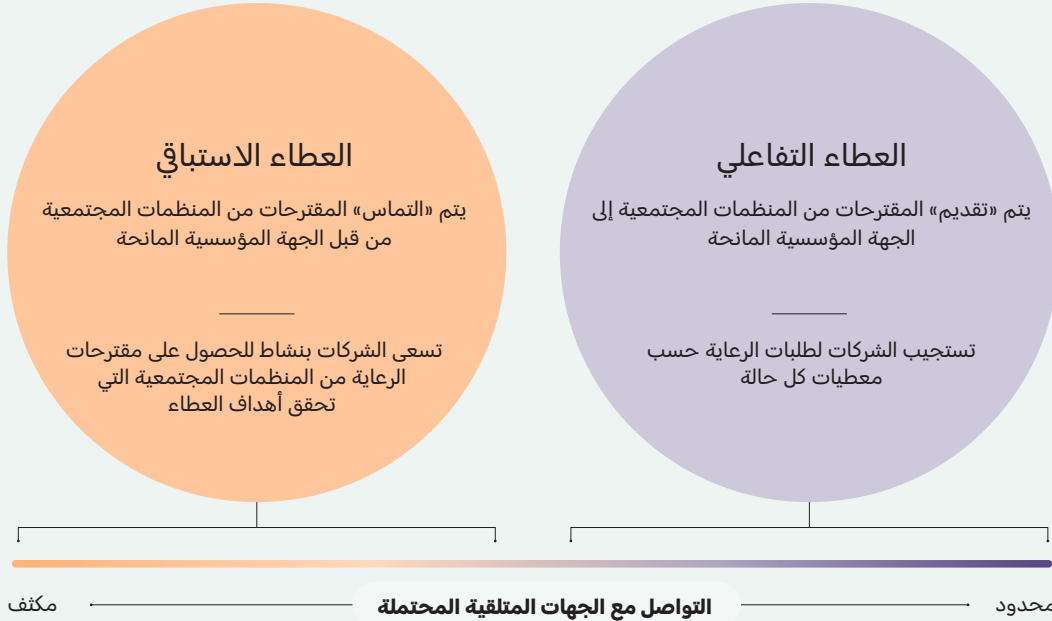 العطاء التفاعلي
يتم «تقديم» المقترحات من المنظمات المجتمعية إلى
الجهة المؤسسية المانحة
تستجيب الشركات لطلبات الرعاية حسب
معطيات كل حالة
العطاء الاستباقي
يتم «التماس» المقترحات من المنظمات المجتمعية
من قبل الجهة المؤسسية المانحة
تسعى الشركات بنشاط للحصول على مقترحات
الرعاية من المنظمات المجتمعية التي
تحقق أهداف العطاء
محدود
التواصل مع الجهات المتلقية المحتملة
مكثف